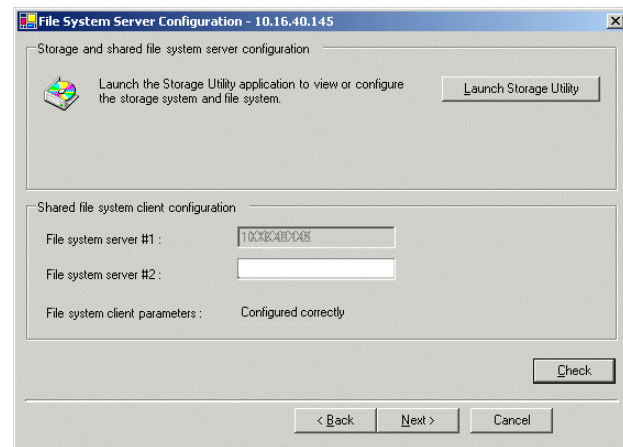 File System Server Configuration - 10.16.40.145
Storage and shared file system server configuration
Launch the Storage Utility application to view or configure
the storage system and file system.
Launch Storage Utility
Shared file system client configuration
File system server #1 :
File system server #2 :
File system client parameters : Configured correctly
Check
< Back
Next >
Cancel